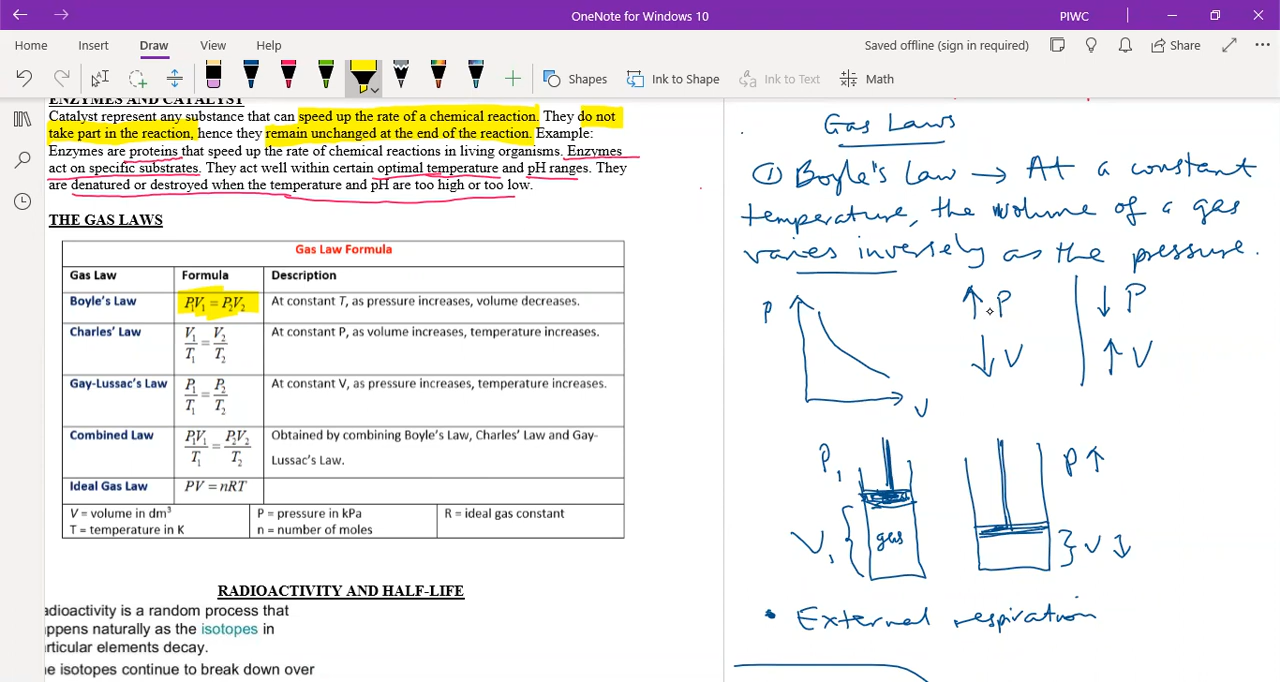 OneNote for Windows 10
PIWC
Home Insert Draw View Help
Saved offline (sign in required)
Share
Shapes
Ink to Shape
Ink to Text
Math
ENZYMES AND CATALYST
Catalyst represent any substance that can speed up the rate of a chemical reaction. They do not
take part in the reaction, hence they remain unchanged at the end of the reaction. Example:
Enzymes are proteins that speed up the rate of chemical reactions in living organisms. Enzymes
act on specific substrates. They act well within certain optimal temperature and pH ranges. They
are denatured or destroyed when the temperature and pH are too high or too low.
THE GAS LAWS
Gas Law Formula
Gas Law Formula Description
Boyle's Law P₁V₁ = P₂V₂ At constant T, as pressure increases, volume decreases.
Charles' Law V₁/T₁ = V₂/T₂ At constant P, as volume increases, temperature increases.
Gay-Lussac's Law P₁/T₁ = P₂/T₂ At constant V, as pressure increases, temperature increases.
Combined Law P₁V₁/T₁ = P₂V₂/T₂ Obtained by combining Boyle's Law, Charles' Law and Gay-
Lussac's Law.
Ideal Gas Law PV = nRT
V = volume in dm³ P = pressure in kPa R = ideal gas constant
T = temperature in K n = number of moles
RADIOACTIVITY AND HALF-LIFE
adioactivity is a random process that
appens naturally as the isotopes in
rticular elements decay.
e isotopes continue to break down over
Gas Laws
① Boyle's Law → At a constant
temperature, the volume of a gas
varies inversely as the pressure.
P ↑ P ↓ P
↓ V ↑ V
V
P₁ P ↑
V₁ gas V ↓
• External respiration